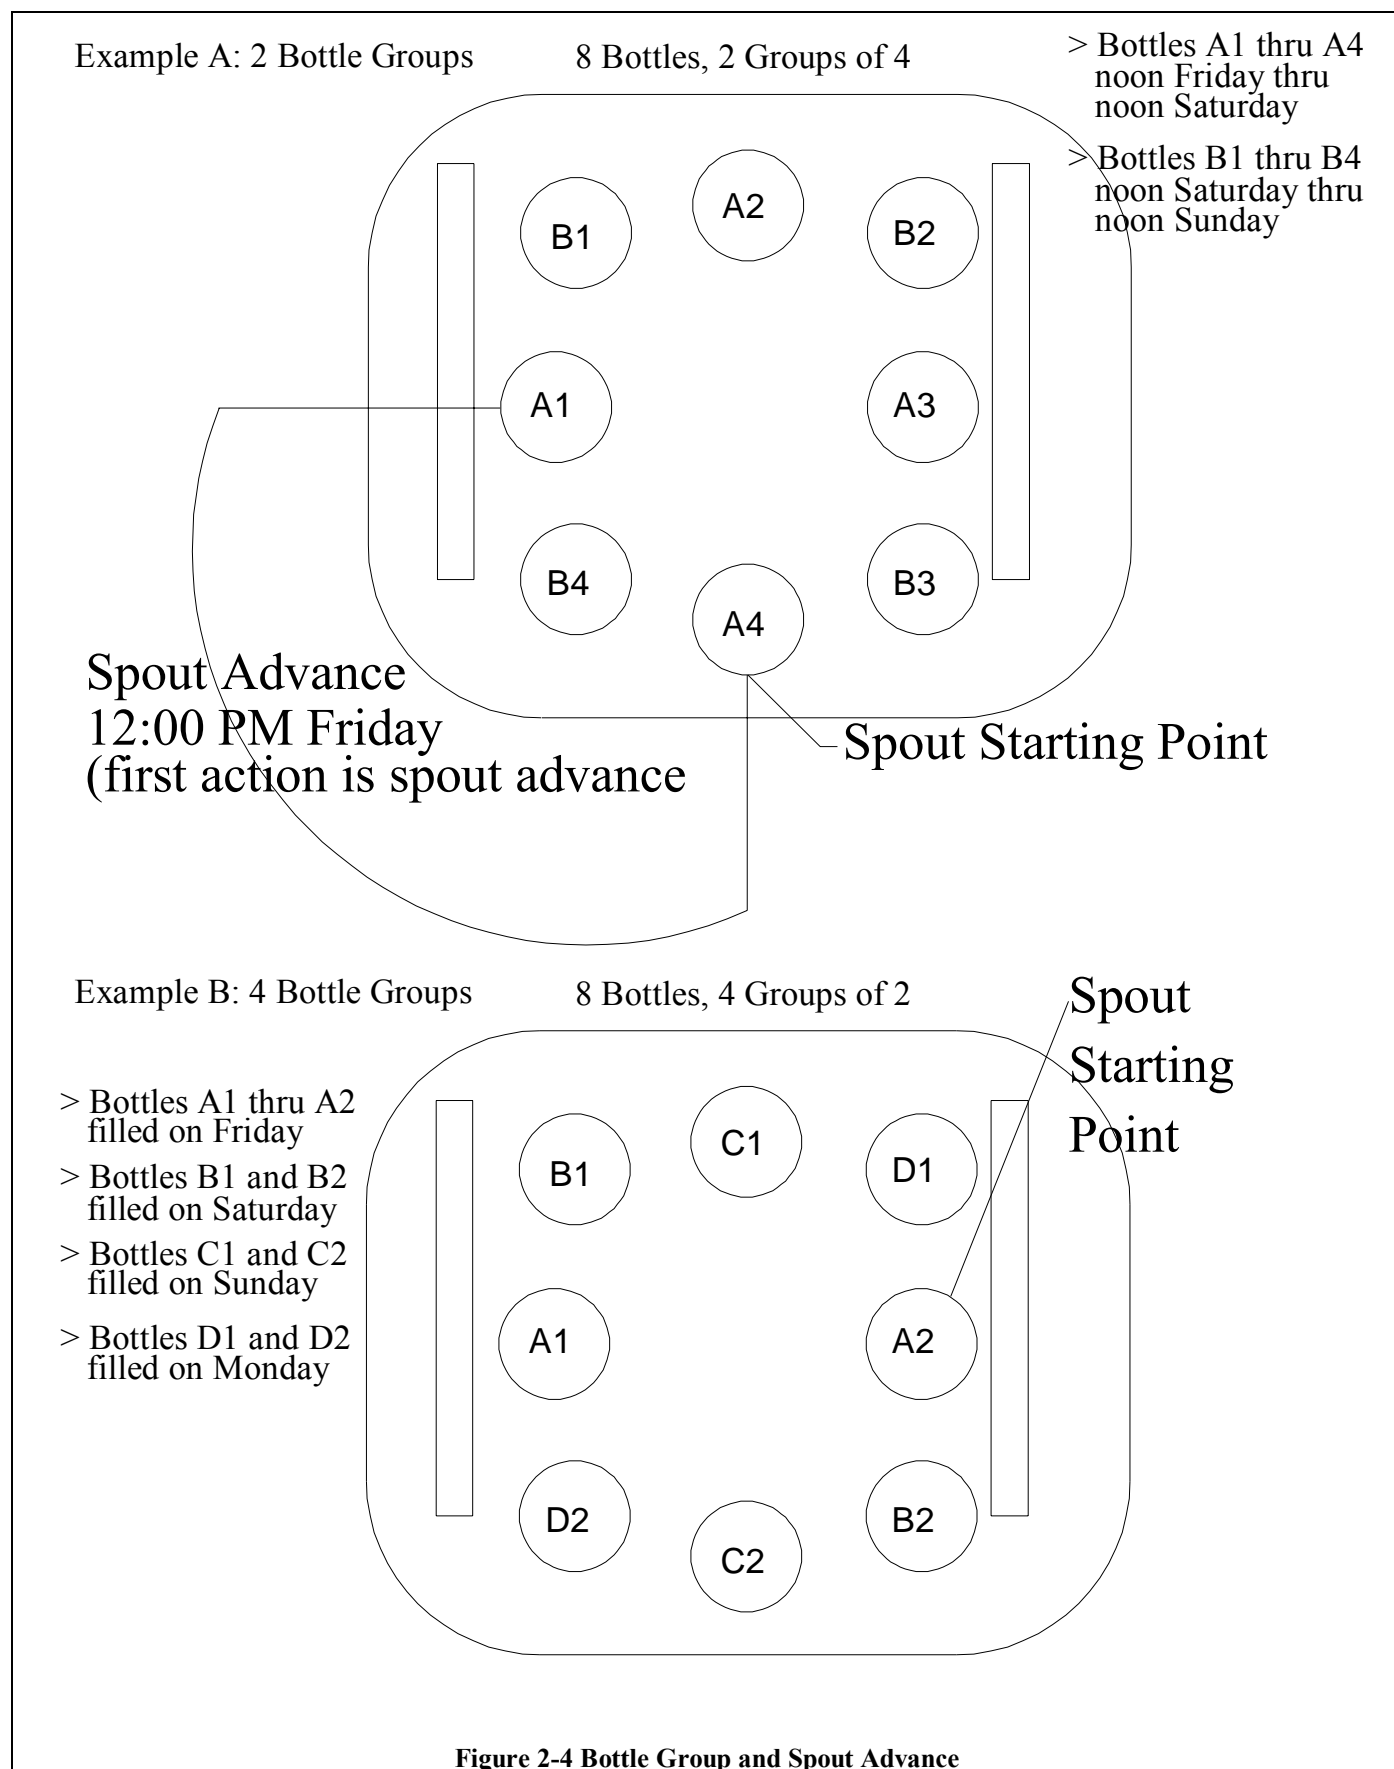 Example A: 2 Bottle Groups
8 Bottles, 2 Groups of 4
> Bottles A1 thru A4
noon Friday thru
noon Saturday
> Bottles B1 thru B4
noon Saturday thru
noon Sunday
A2
B1
B2
A1
A3
B4
B3
A4
Spout Advance
12:00 PM Friday
(first action is spout advance
Spout Starting Point
Example B: 4 Bottle Groups
8 Bottles, 4 Groups of 2
Spout
Starting
Point
> Bottles A1 thru A2
filled on Friday
> Bottles B1 and B2
filled on Saturday
> Bottles C1 and C2
filled on Sunday
> Bottles D1 and D2
filled on Monday
C1
B1
D1
A1
A2
D2
B2
C2
Figure 2-4 Bottle Group and Spout Advance